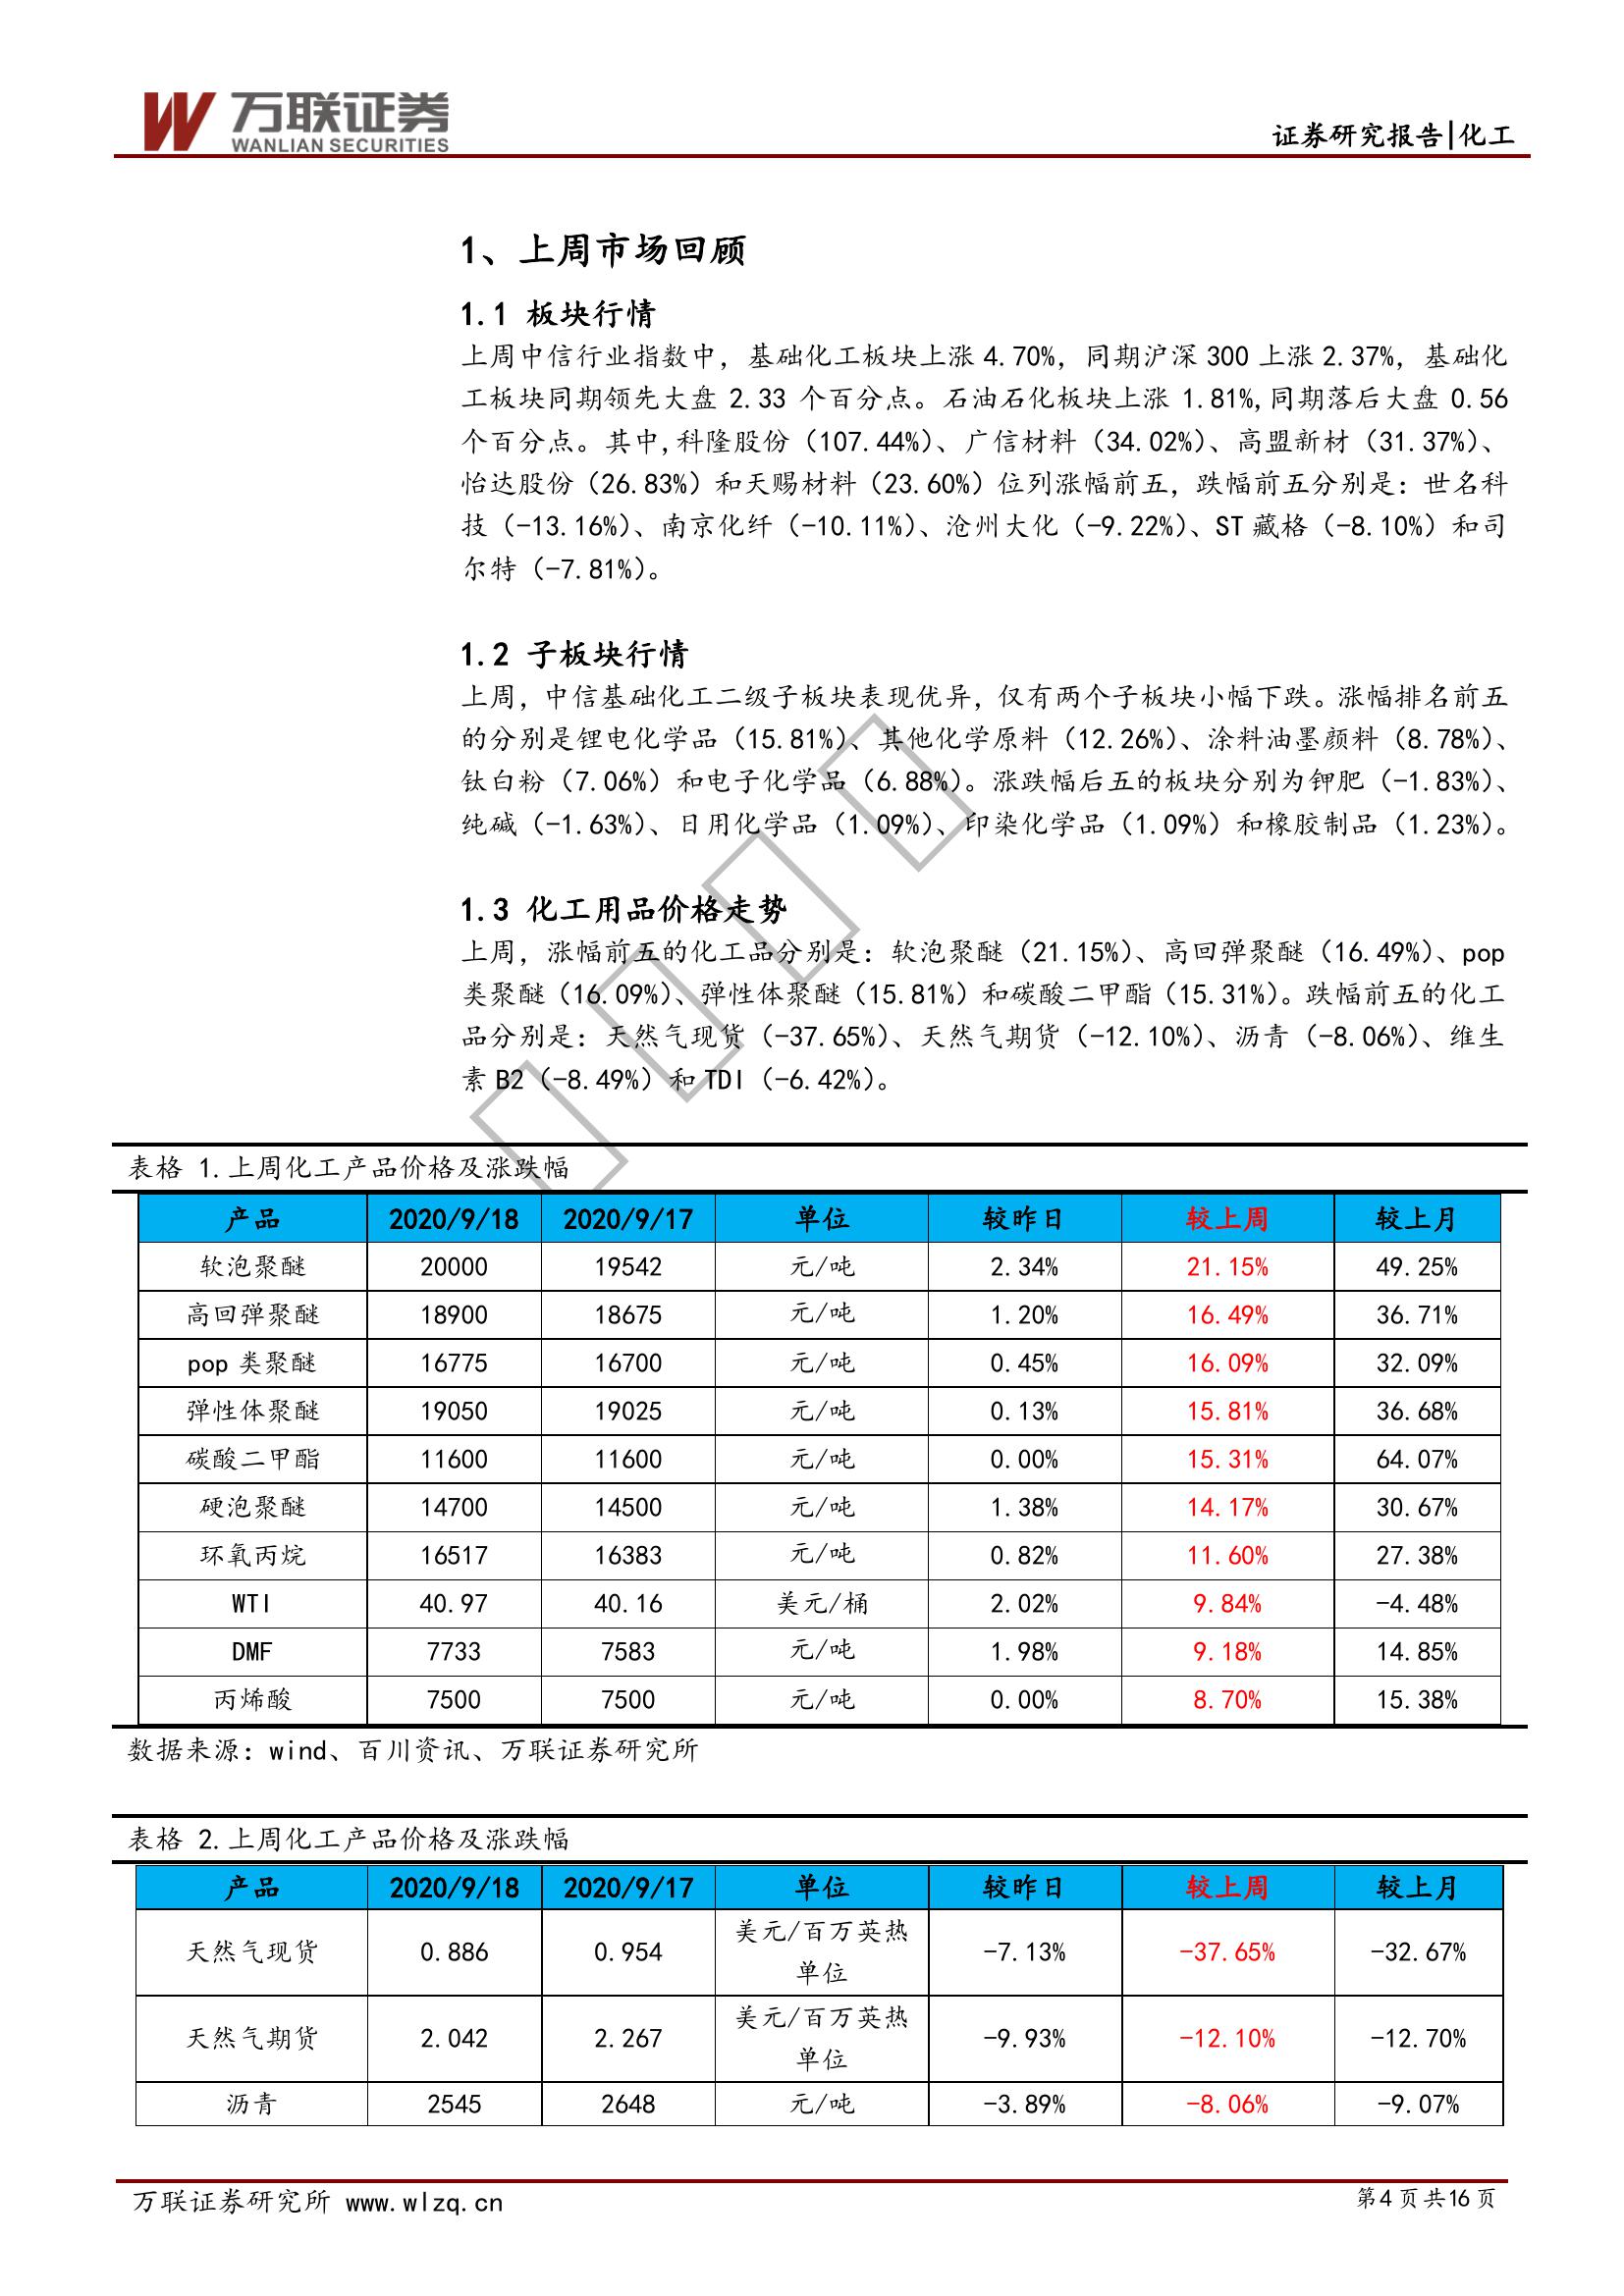 万联证券
WANLIAN SECURITIES
证券研究报告|化工
1、上周市场回顾
1.1 板块行情
上周中信行业指数中，基础化工板块上涨 4.70%，同期沪深 300 上涨 2.37%，基础化
工板块同期领先大盘 2.33 个百分点。石油石化板块上涨 1.81%,同期落后大盘 0.56
个百分点。其中,科隆股份（107.44%）、广信材料（34.02%）、高盟新材（31.37%）、
怡达股份（26.83%）和天赐材料（23.60%）位列涨幅前五，跌幅前五分别是：世名科
技（-13.16%）、南京化纤（-10.11%）、沧州大化（-9.22%）、ST 藏格（-8.10%）和司
尔特（-7.81%）。
1.2 子板块行情
上周，中信基础化工二级子板块表现优异，仅有两个子板块小幅下跌。涨幅排名前五
的分别是锂电化学品（15.81%）、其他化学原料（12.26%）、涂料油墨颜料（8.78%）、
钛白粉（7.06%）和电子化学品（6.88%）。涨跌幅后五的板块分别为钾肥（-1.83%）、
纯碱（-1.63%）、日用化学品（1.09%）、印染化学品（1.09%）和橡胶制品（1.23%）。
1.3 化工用品价格走势
上周，涨幅前五的化工品分别是：软泡聚醚（21.15%）、高回弹聚醚（16.49%）、pop
类聚醚（16.09%）、弹性体聚醚（15.81%）和碳酸二甲酯（15.31%）。跌幅前五的化工
品分别是：天然气现货（-37.65%）、天然气期货（-12.10%）、沥青（-8.06%）、维生
素 B2（-8.49%）和 TDI（-6.42%）。
表格 1.上周化工产品价格及涨跌幅
产品 2020/9/18 2020/9/17 单位 较昨日 较上周 较上月
软泡聚醚 20000 19542 元/吨 2.34% 21.15% 49.25%
高回弹聚醚 18900 18675 元/吨 1.20% 16.49% 36.71%
pop 类聚醚 16775 16700 元/吨 0.45% 16.09% 32.09%
弹性体聚醚 19050 19025 元/吨 0.13% 15.81% 36.68%
碳酸二甲酯 11600 11600 元/吨 0.00% 15.31% 64.07%
硬泡聚醚 14700 14500 元/吨 1.38% 14.17% 30.67%
环氧丙烷 16517 16383 元/吨 0.82% 11.60% 27.38%
WTI 40.97 40.16 美元/桶 2.02% 9.84% -4.48%
DMF 7733 7583 元/吨 1.98% 9.18% 14.85%
丙烯酸 7500 7500 元/吨 0.00% 8.70% 15.38%
数据来源：wind、百川资讯、万联证券研究所
表格 2.上周化工产品价格及涨跌幅
产品 2020/9/18 2020/9/17 单位 较昨日 较上周 较上月
天然气现货 0.886 0.954 美元/百万英热 -7.13% -37.65% -32.67%
单位
天然气期货 2.042 2.267 美元/百万英热 -9.93% -12.10% -12.70%
单位
沥青 2545 2648 元/吨 -3.89% -8.06% -9.07%
万联证券研究所 www.wlzq.cn
第 4 页 共 16 页